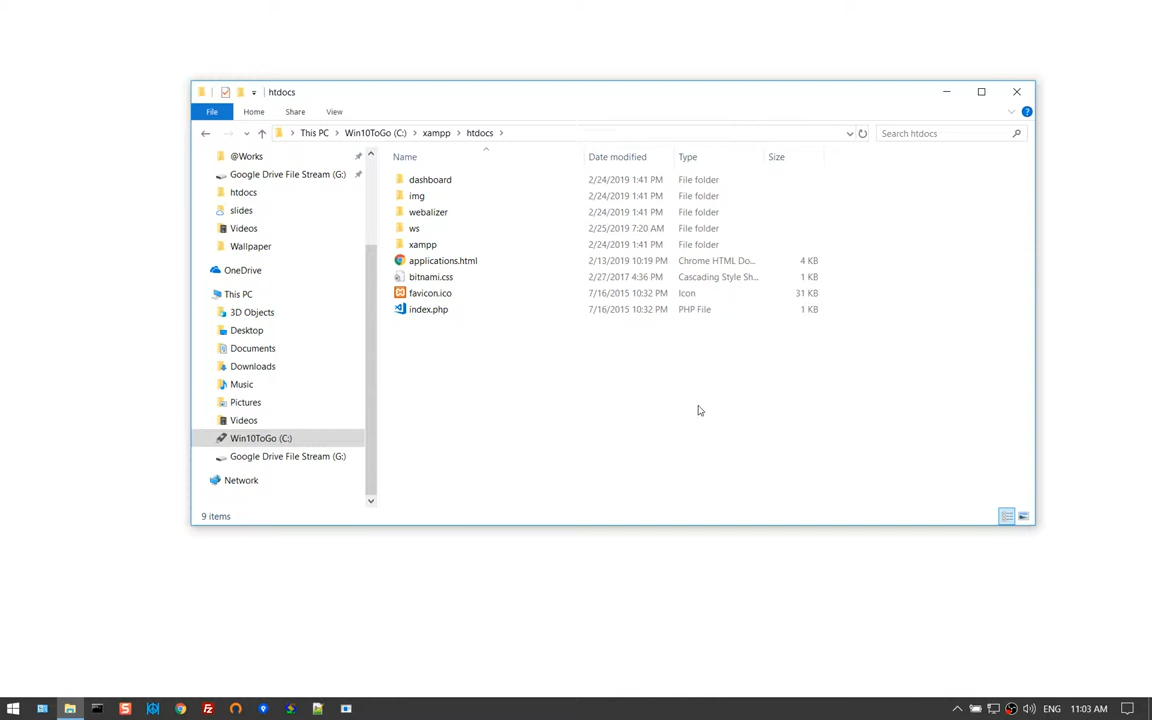 htdocs
File Home Share View
This PC Win10ToGo (C:) xampp htdocs
Search htdocs
@Works
Google Drive File Stream (G:)
htdocs
slides
Videos
Wallpaper
OneDrive
This PC
3D Objects
Desktop
Documents
Downloads
Music
Pictures
Videos
Win10ToGo (C:)
Google Drive File Stream (G:)
Network
Name Date modified Type Size
dashboard 2/24/2019 1:41 PM File folder
img 2/24/2019 1:41 PM File folder
webalizer 2/24/2019 1:41 PM File folder
ws 2/25/2019 7:20 AM File folder
xampp 2/24/2019 1:41 PM File folder
applications.html 2/13/2019 10:19 PM Chrome HTML Do... 4 KB
bitnami.css 2/27/2017 4:36 PM Cascading Style Sh... 1 KB
favicon.ico 7/16/2015 10:32 PM Icon 31 KB
index.php 7/16/2015 10:32 PM PHP File 1 KB
9 items
ENG 11:03 AM